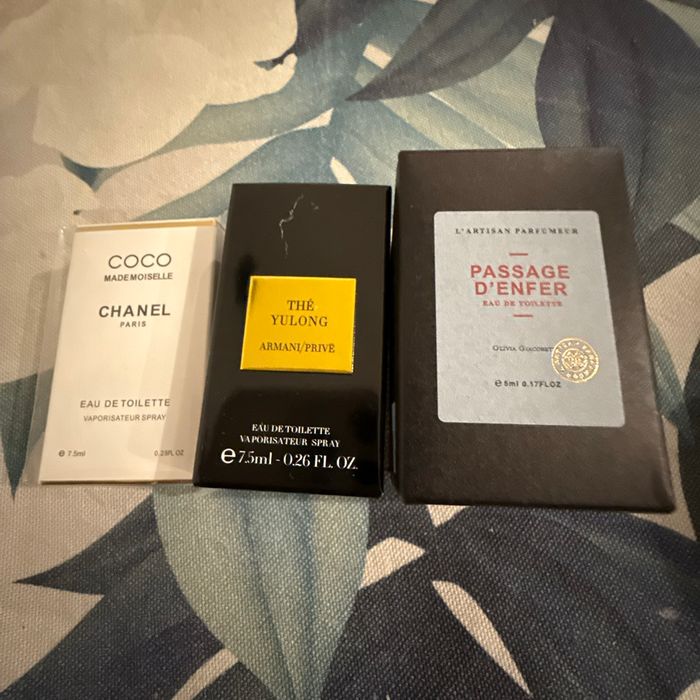 COCO
MADEMOISELLE
CHANEL
PARIS
EAU DE TOILETTE
VAPORISATEUR SPRAY
e 7.5ml 0.25FL OZ
THÉ
YULONG
ARMANI/PRIVÉ
EAU DE TOILETTE
VAPORISATEUR SPRAY
e 7.5ml - 0.26 FL. OZ.
L'ARTISAN PARFUMEUR
PASSAGE
D'ENFER
EAU DE TOILETTE
e 5ml 0.17FLOZ